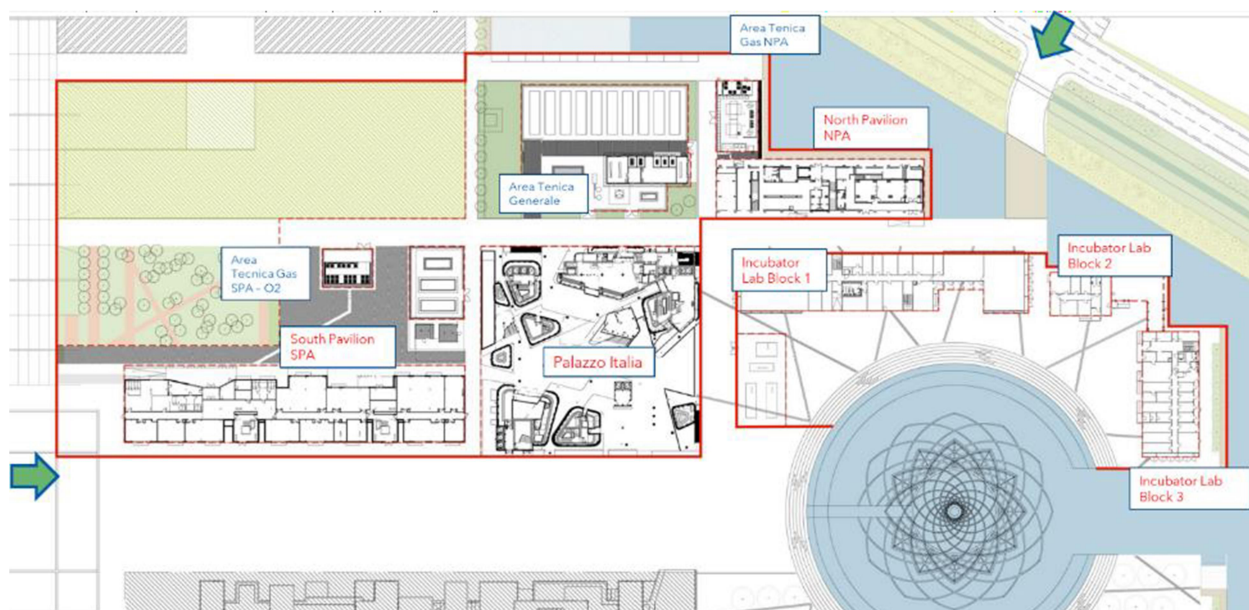 Area Tenica
Gas NPA
North Pavilion
NPA
Area Tenica
Generale
Area
Tecnica Gas
SPA - O2
Incubator
Lab Block 1
Incubator Lab
Block 2
South Pavilion
SPA
Palazzo Italia
Incubator Lab
Block 3